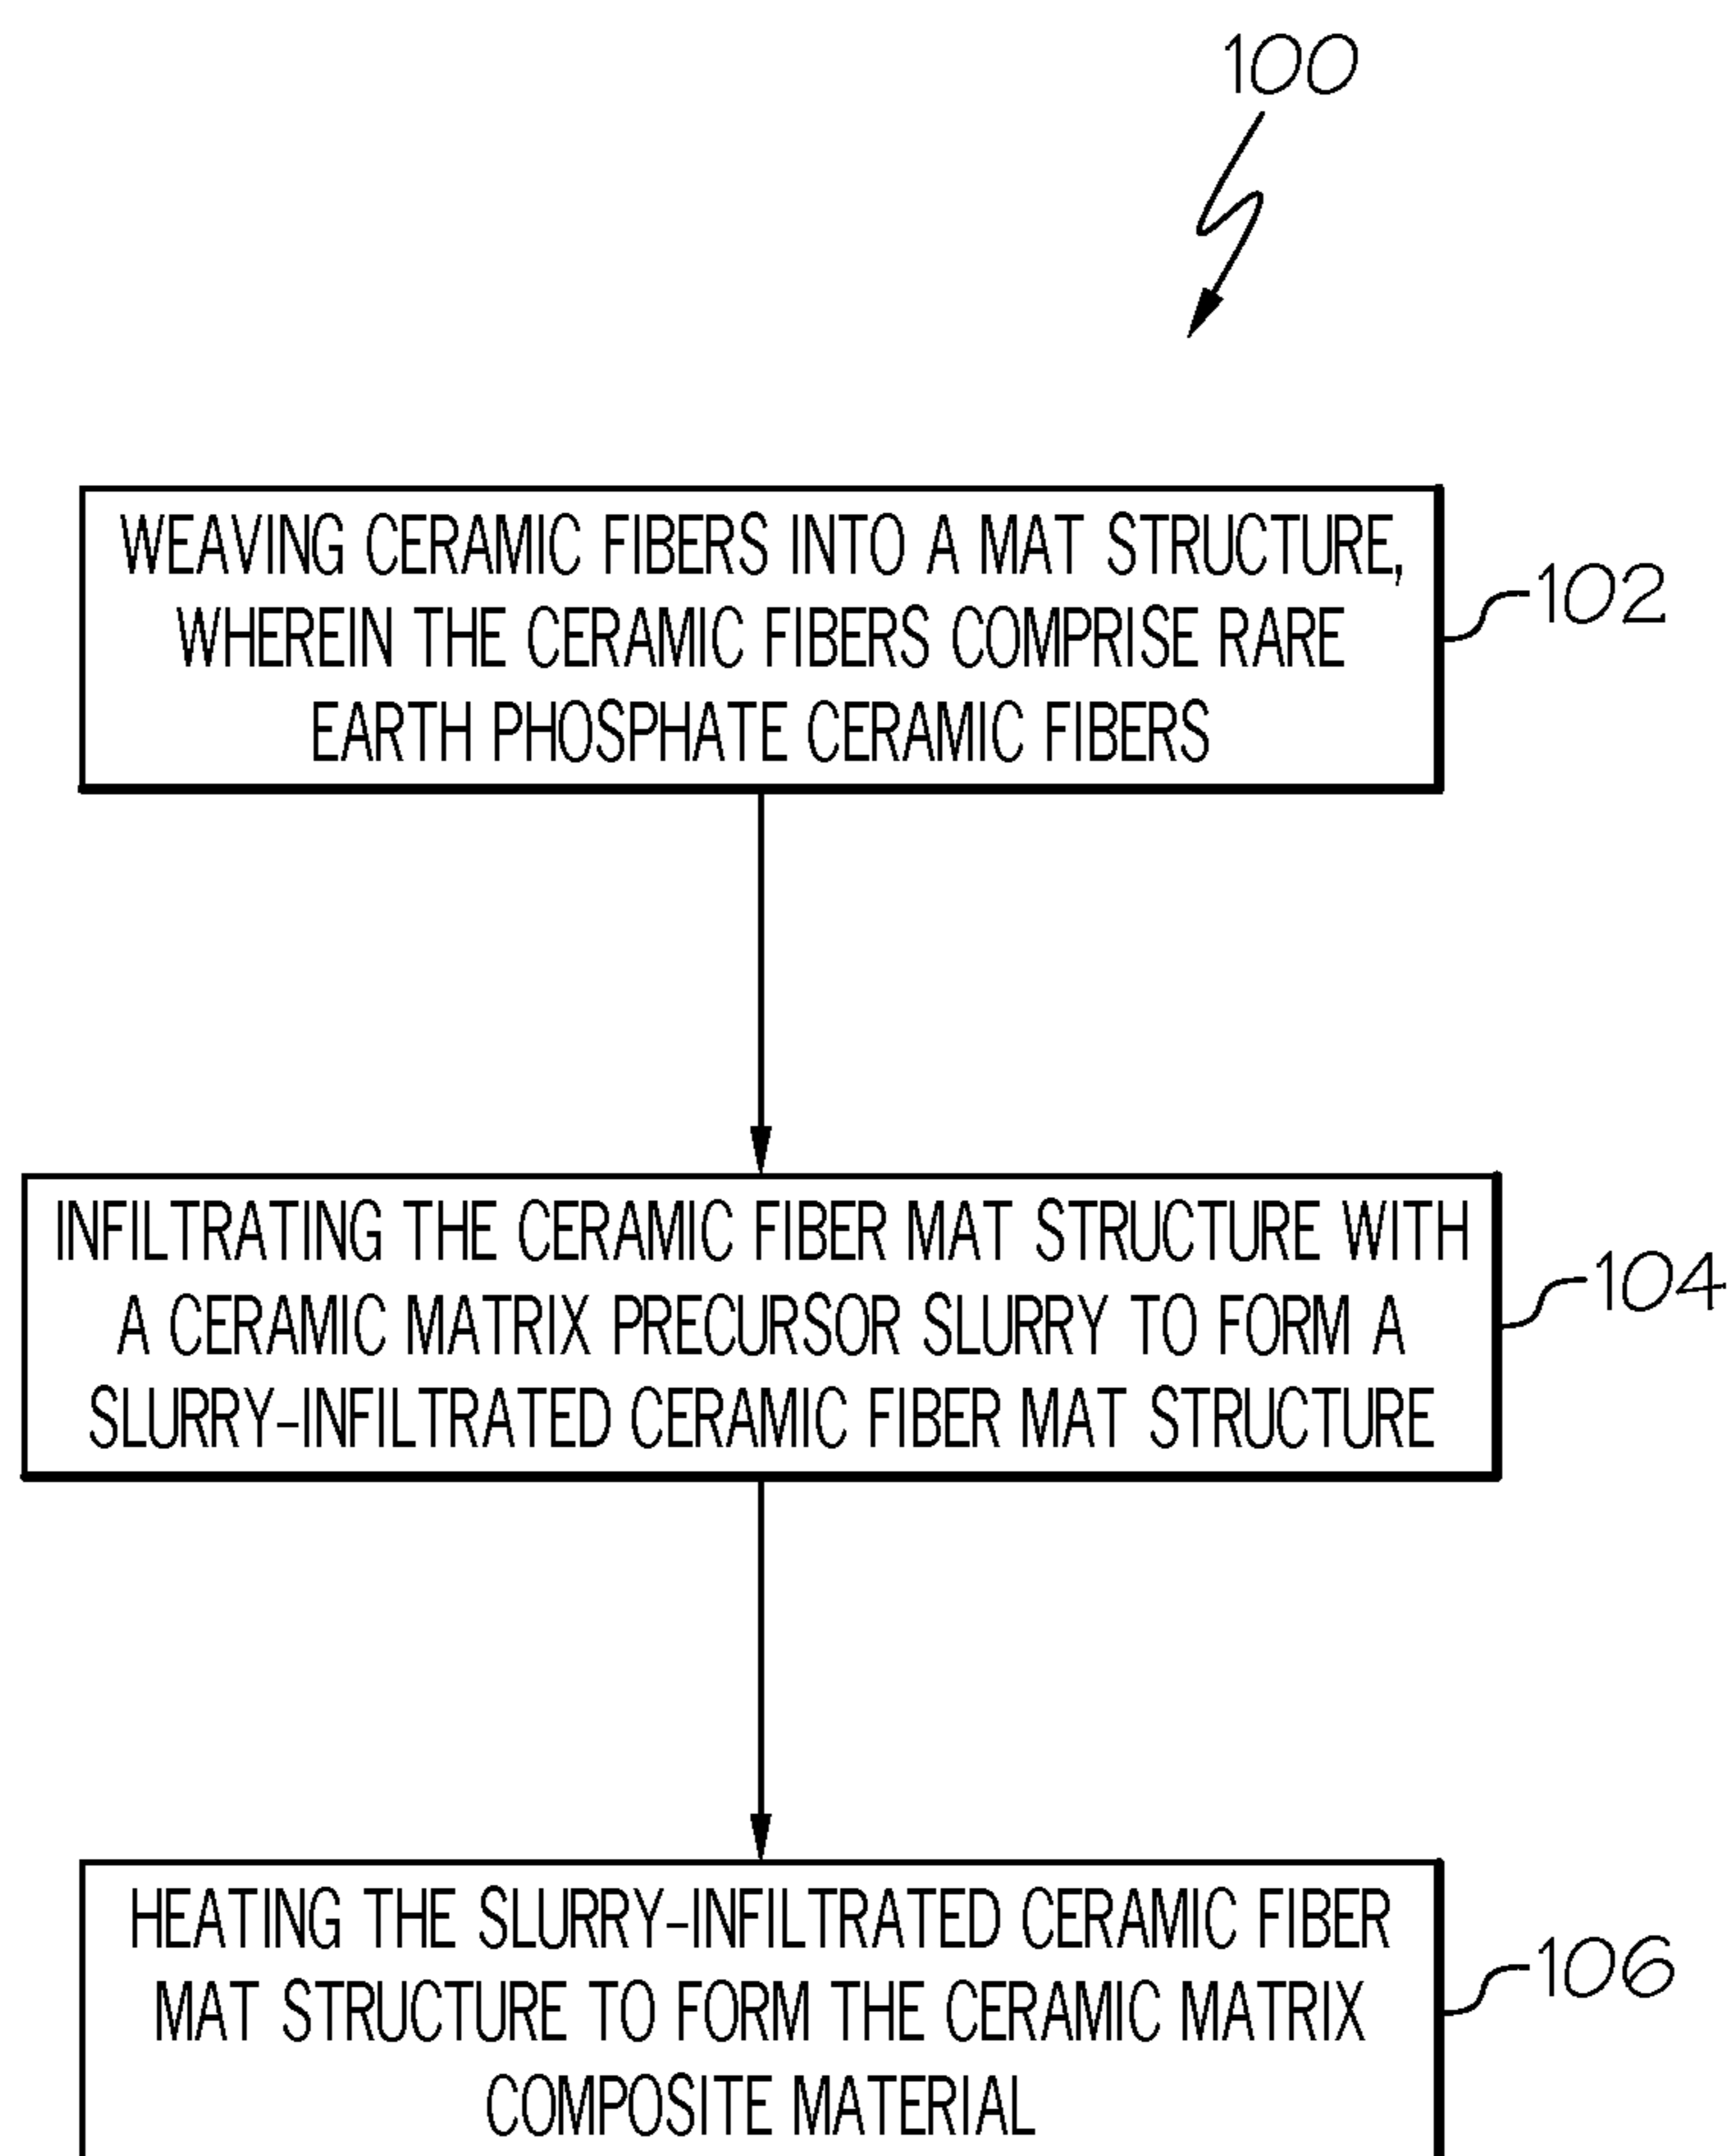 100
WEAVING CERAMIC FIBERS INTO A MAT STRUCTURE,
WHEREIN THE CERAMIC FIBERS COMPRISE RARE
EARTH PHOSPHATE CERAMIC FIBERS
102
INFILTRATING THE CERAMIC FIBER MAT STRUCTURE WITH
A CERAMIC MATRIX PRECURSOR SLURRY TO FORM A
SLURRY-INFILTRATED CERAMIC FIBER MAT STRUCTURE
104
HEATING THE SLURRY-INFILTRATED CERAMIC FIBER
MAT STRUCTURE TO FORM THE CERAMIC MATRIX
COMPOSITE MATERIAL
106